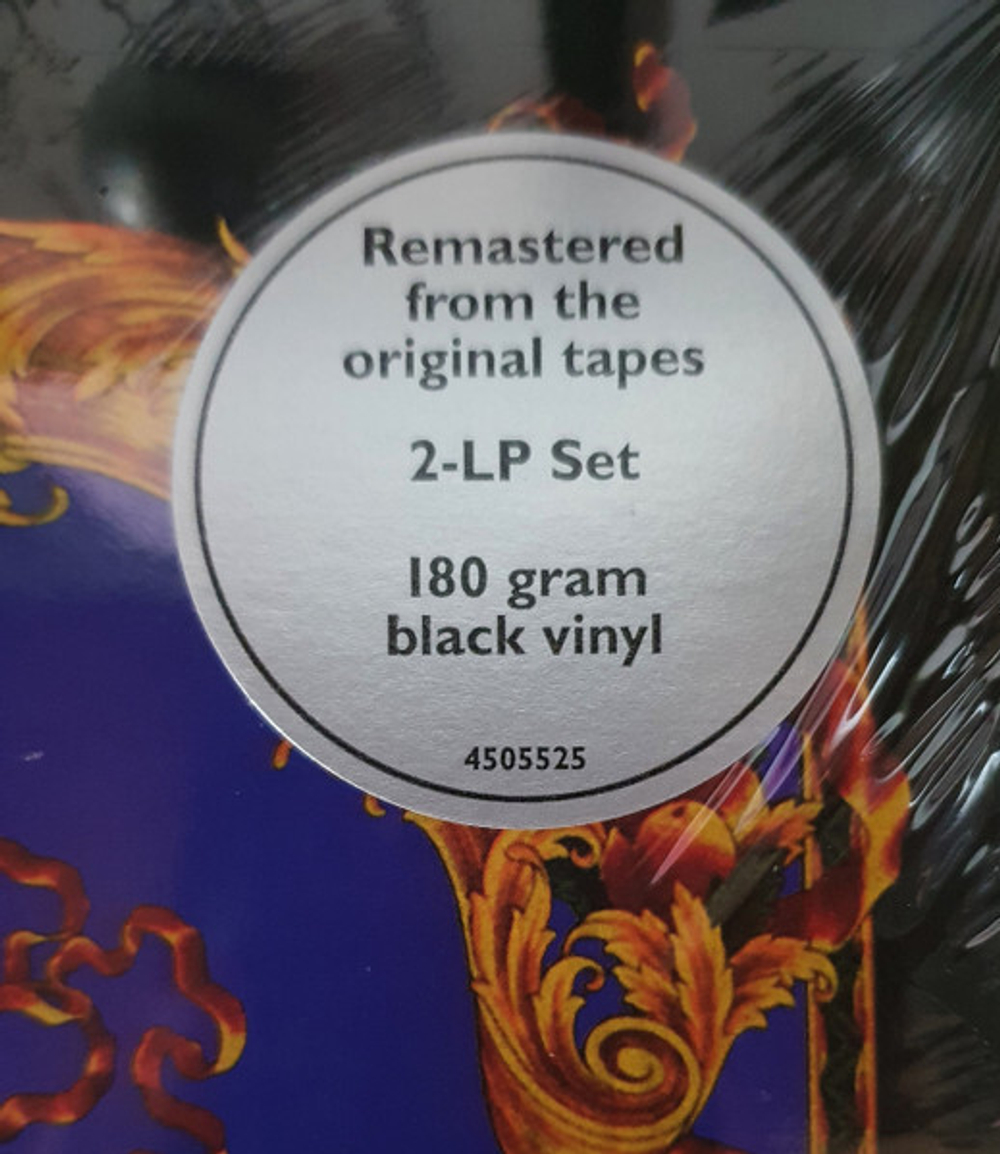 Remastered
from the
original tapes
2-LP Set
180 gram
black vinyl
4505525